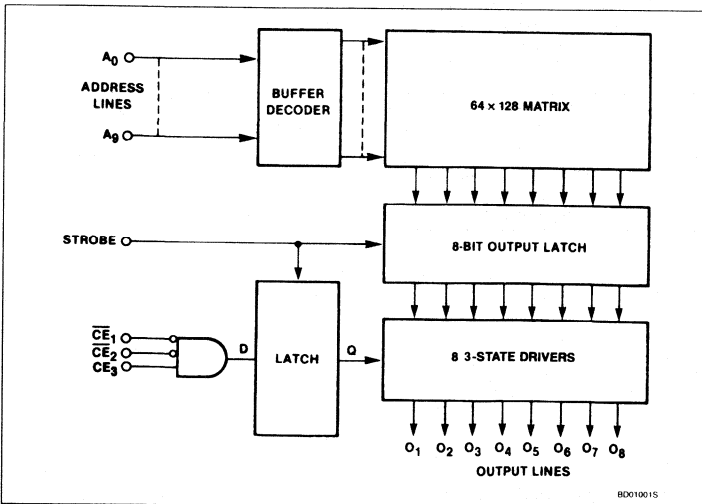 A0
ADDRESS
LINES
A9
BUFFER
DECODER
64 × 128 MATRIX
STROBE
8-BIT OUTPUT LATCH
CE1
CE2
CE3
D
LATCH
Q
8 3-STATE DRIVERS
O1 O2 O3 O4 O5 O6 O7 O8
OUTPUT LINES
BD01001S